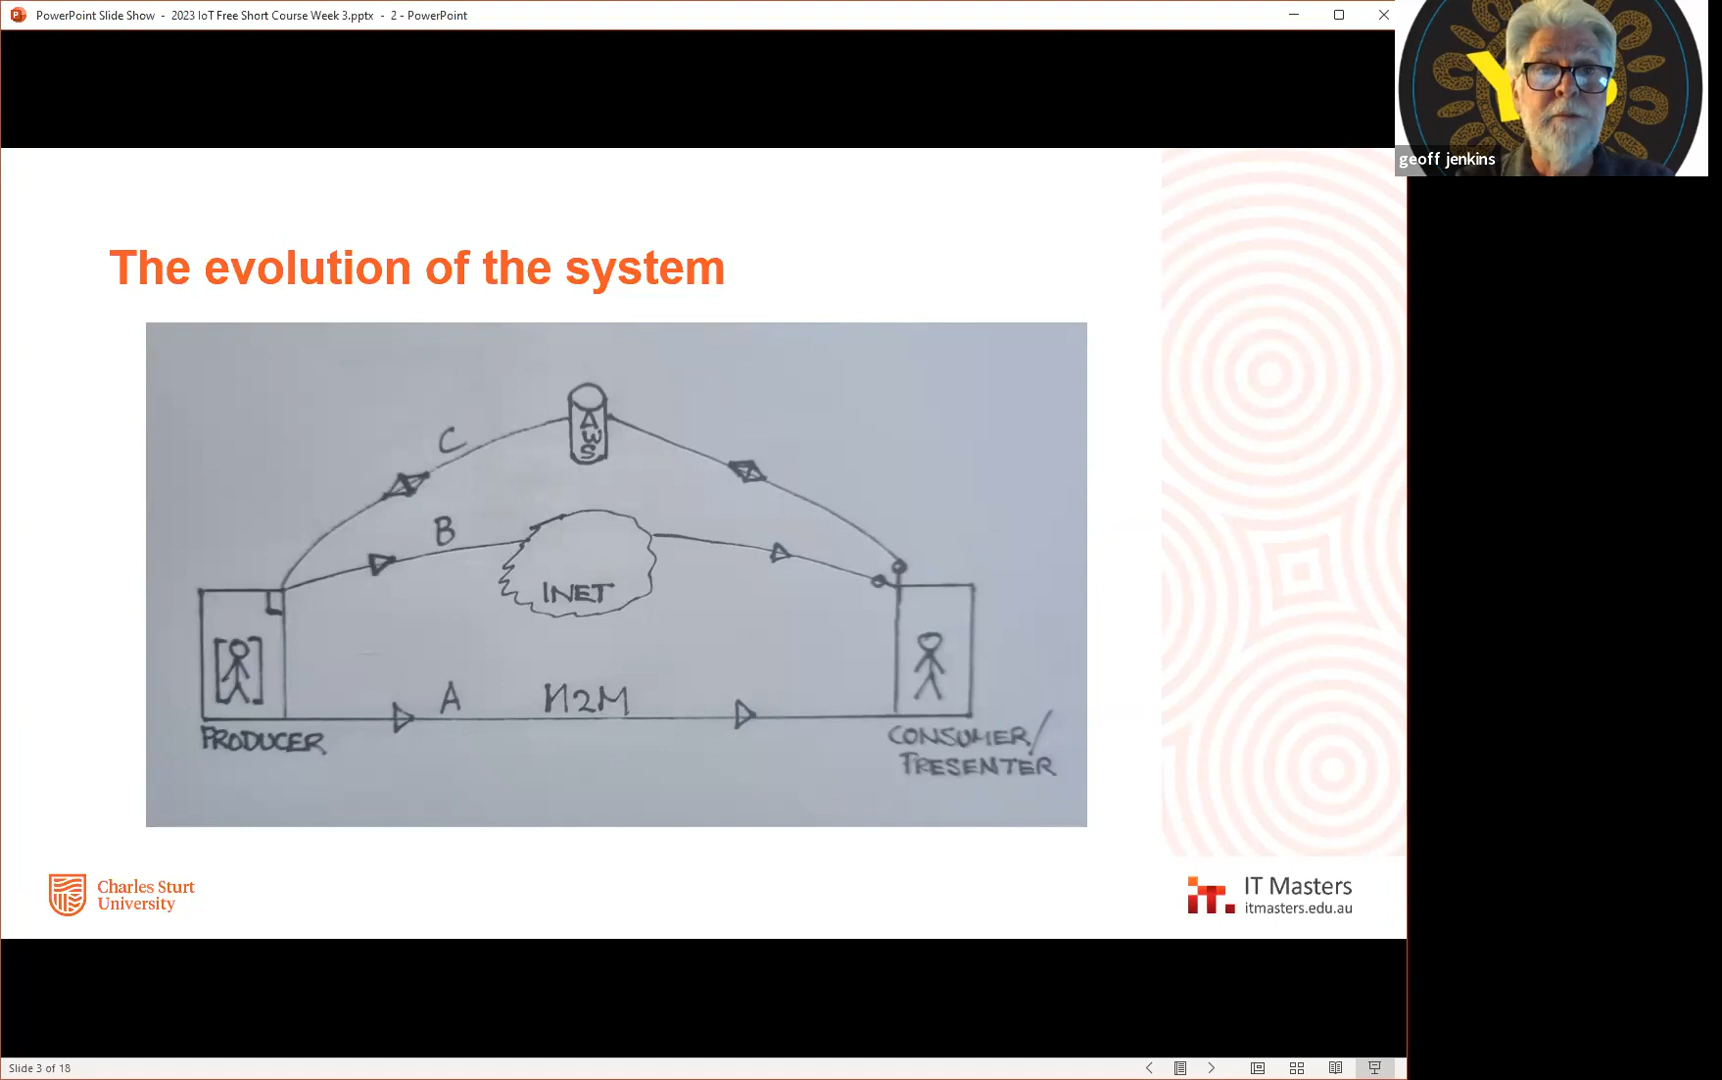 PowerPoint Slide Show - 2023 IoT Free Short Course Week 3.pptx - 2 - PowerPoint
geoff jenkins
The evolution of the system
C
AWS
B
INET
A
M2M
PRODUCER
CONSUMER/
PRESENTER
Charles Sturt
University
IT Masters
itmasters.edu.au
Slide 3 of 18